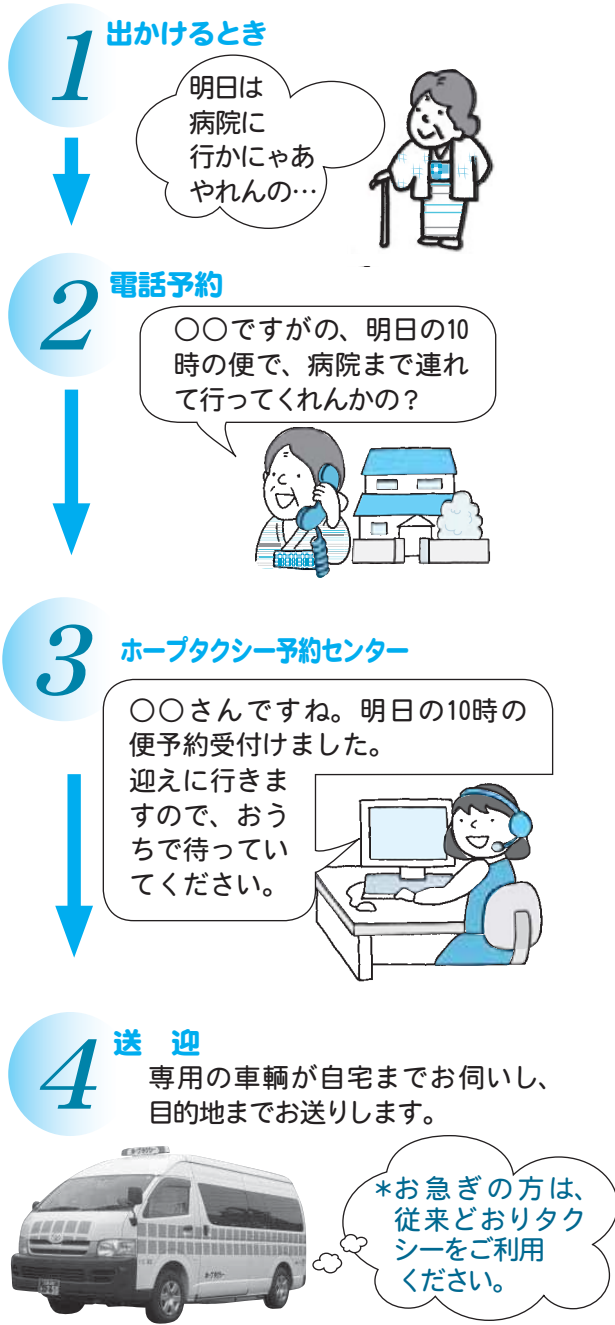 1
出かけるとき
明日は
病院に
行かにゃあ
やれんの…
2
電話予約
○○ですがの、明日の10
時の便で、病院まで連れ
て行ってくれんかの？
3
ホープタクシー予約センター
○○さんですね。明日の10時の
便予約受付けました。
迎えに行きま
すので、おう
ちで待ってい
てください。
4
送　迎
専用の車輌が自宅までお伺いし、
目的地までお送りします。
＊お急ぎの方は、
従来どおりタク
シーをご利用
ください。